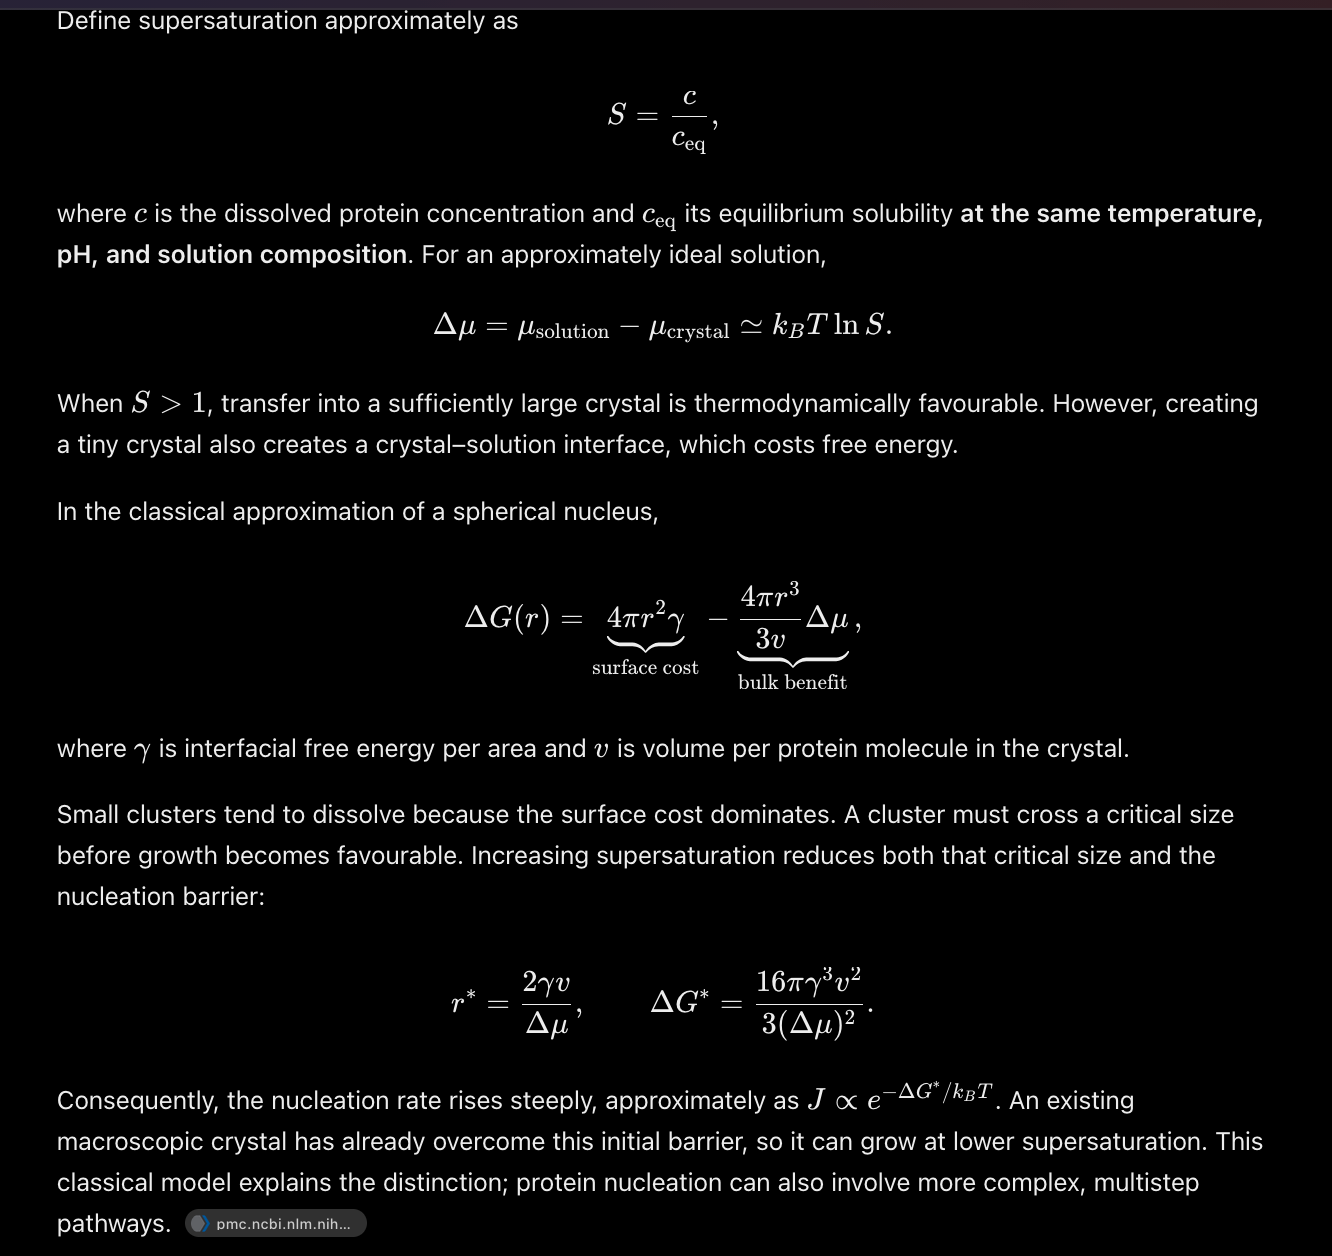 Define supersaturation approximately as
S = c/c_eq,
where c is the dissolved protein concentration and c_eq its equilibrium solubility at the same temperature,
pH, and solution composition. For an approximately ideal solution,
Δμ = μ_solution − μ_crystal ≃ k_B T ln S.
When S > 1, transfer into a sufficiently large crystal is thermodynamically favourable. However, creating
a tiny crystal also creates a crystal–solution interface, which costs free energy.
In the classical approximation of a spherical nucleus,
ΔG(r) = 4πr²γ − 4πr³/3v Δμ,
surface cost
bulk benefit
where γ is interfacial free energy per area and v is volume per protein molecule in the crystal.
Small clusters tend to dissolve because the surface cost dominates. A cluster must cross a critical size
before growth becomes favourable. Increasing supersaturation reduces both that critical size and the
nucleation barrier:
r* = 2γv/Δμ, ΔG* = 16πγ³v²/3(Δμ)².
Consequently, the nucleation rate rises steeply, approximately as J ∝ e^{−ΔG*/k_B T}. An existing
macroscopic crystal has already overcome this initial barrier, so it can grow at lower supersaturation. This
classical model explains the distinction; protein nucleation can also involve more complex, multistep
pathways. pmc.ncbi.nlm.nih...